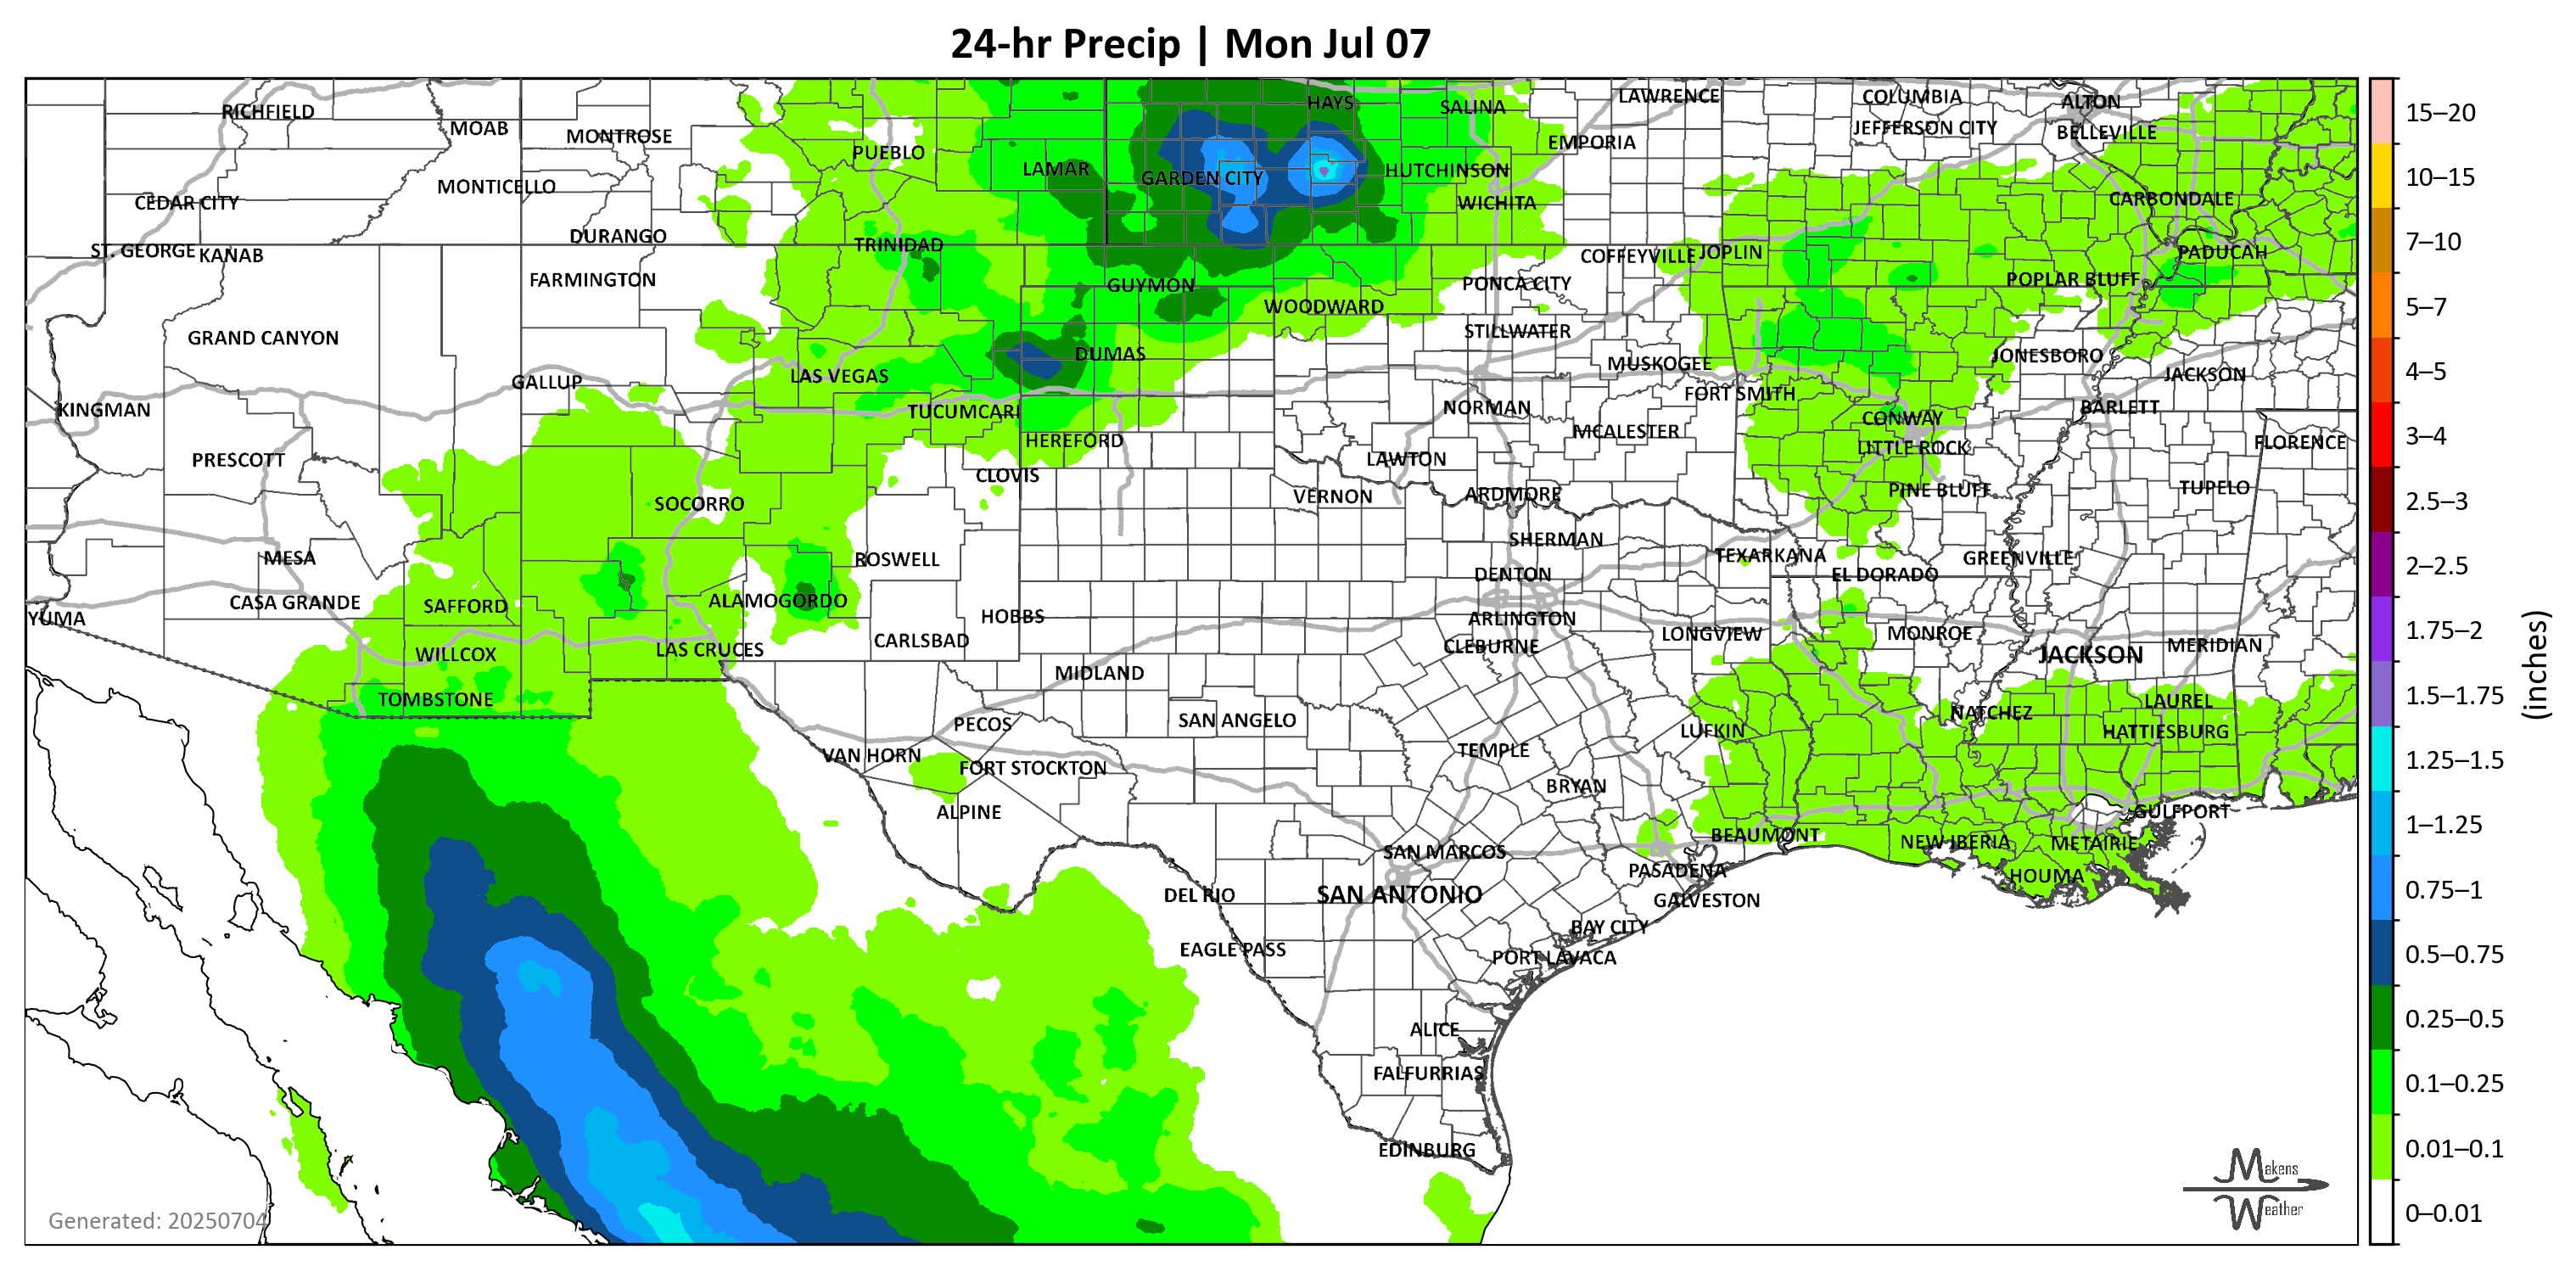 24-hr Precip | Mon Jul 07
RICHFIELD
MOAB
MONTROSE
PUEBLO
HAYS
SALINA
LAWRENCE
COLUMBIA
ALTON
JEFFERSON CITY
BELLEVILLE
EMPORIA
LAMAR
GARDEN CITY
HUTCHINSON
MONTICELLO
CEDAR CITY
WICHITA
CARBONDALE
DURANGO
TRINIDAD
ST. GEORGE
KANAB
COFFEYVILLE
JOPLIN
PADUCAH
FARMINGTON
GUYMON
PONCA CITY
POPLAR BLUFF
WOODWARD
GRAND CANYON
STILLWATER
DUMAS
MUSKOGEE
JONESBORO
GALLUP
LAS VEGAS
JACKSON
KINGMAN
TUCUMCARI
NORMAN
FORT SMITH
CONWAY
BARLETT
HEREFORD
MCALESTER
LITTLE ROCK
FLORENCE
PRESCOTT
CLOVIS
LAWTON
SOCORRO
VERNON
ARDMORE
PINE BLUFF
TUPELO
MESA
ROSWELL
SHERMAN
TEXARKANA
GREENVILLE
DENTON
EL DORADO
CASA GRANDE
SAFFORD
ALAMOGORDO
YUMA
HOBBS
ARLINGTON
CARLSBAD
LONGVIEW
MONROE
WILLCOX
LAS CRUCES
CLEBURNE
JACKSON
MERIDIAN
MIDLAND
TOMBSTONE
PECOS
SAN ANGELO
NATCHEZ
LAUREL
LUFKIN
HATTIESBURG
VAN HORN
FORT STOCKTON
TEMPLE
BRYAN
ALPINE
GULFPORT
BEAUMONT
NEW IBERIA
METAIRIE
SAN MARCOS
PASADENA
HOUMA
DEL RIO
SAN ANTONIO
GALVESTON
BAY CITY
EAGLE PASS
PORT LAVACA
ALICE
FALFURRIAS
EDINBURG
Generated: 20250704
Makens
Weather
15–20
10–15
7–10
5–7
4–5
3–4
2.5–3
2–2.5
1.75–2
1.5–1.75
1.25–1.5
1–1.25
0.75–1
0.5–0.75
0.25–0.5
0.1–0.25
0.01–0.1
0–0.01
(inches)